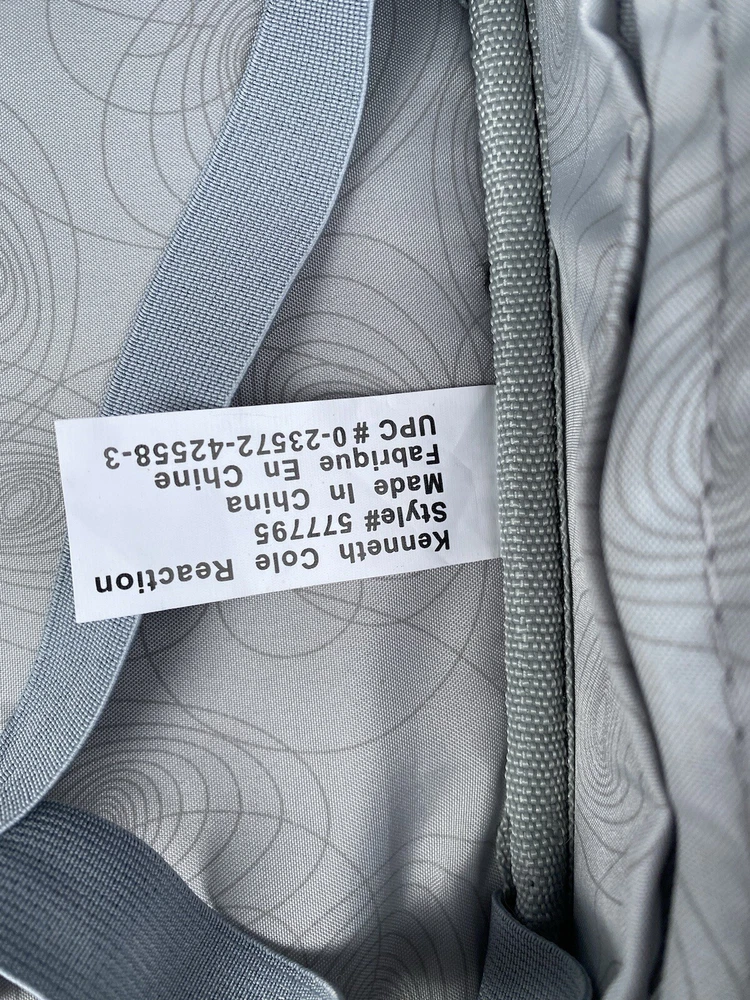 Kenneth Cole Reaction
Style# 577795
Made In China
Fabrique En Chine
UPC # 0-23572-42558-3